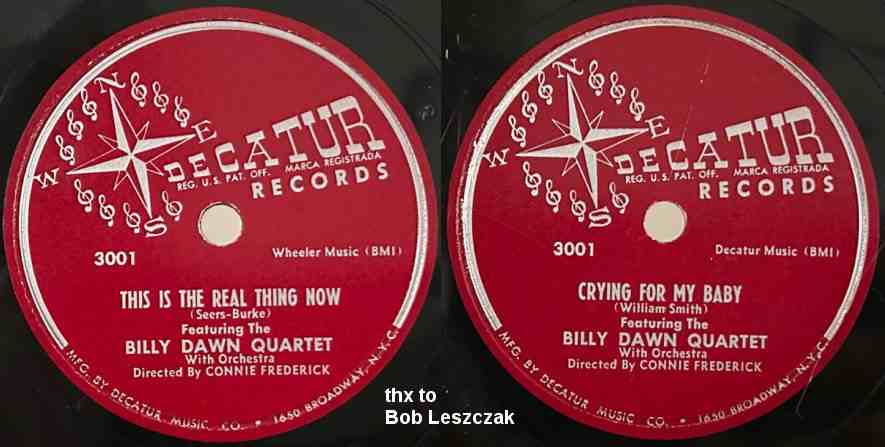 N
E
W
S
DECATUR
REG. U.S. PAT. OFF. MARCA REGISTRADA
RECORDS
3001
Wheeler Music (BMI)
THIS IS THE REAL THING NOW
(Seers-Burke)
Featuring The
BILLY DAWN QUARTET
With Orchestra
Directed By CONNIE FREDERICK
MFG. BY DECATUR MUSIC CO. • 1650 BROADWAY, N.Y.C.
N
E
W
S
DECATUR
REG. U.S. PAT. OFF. MARCA REGISTRADA
RECORDS
3001
Decatur Music (BMI)
CRYING FOR MY BABY
(William Smith)
Featuring The
BILLY DAWN QUARTET
With Orchestra
Directed By CONNIE FREDERICK
MFG. BY DECATUR MUSIC CO. • 1650 BROADWAY, N.Y.C.
thx to
Bob Leszczak